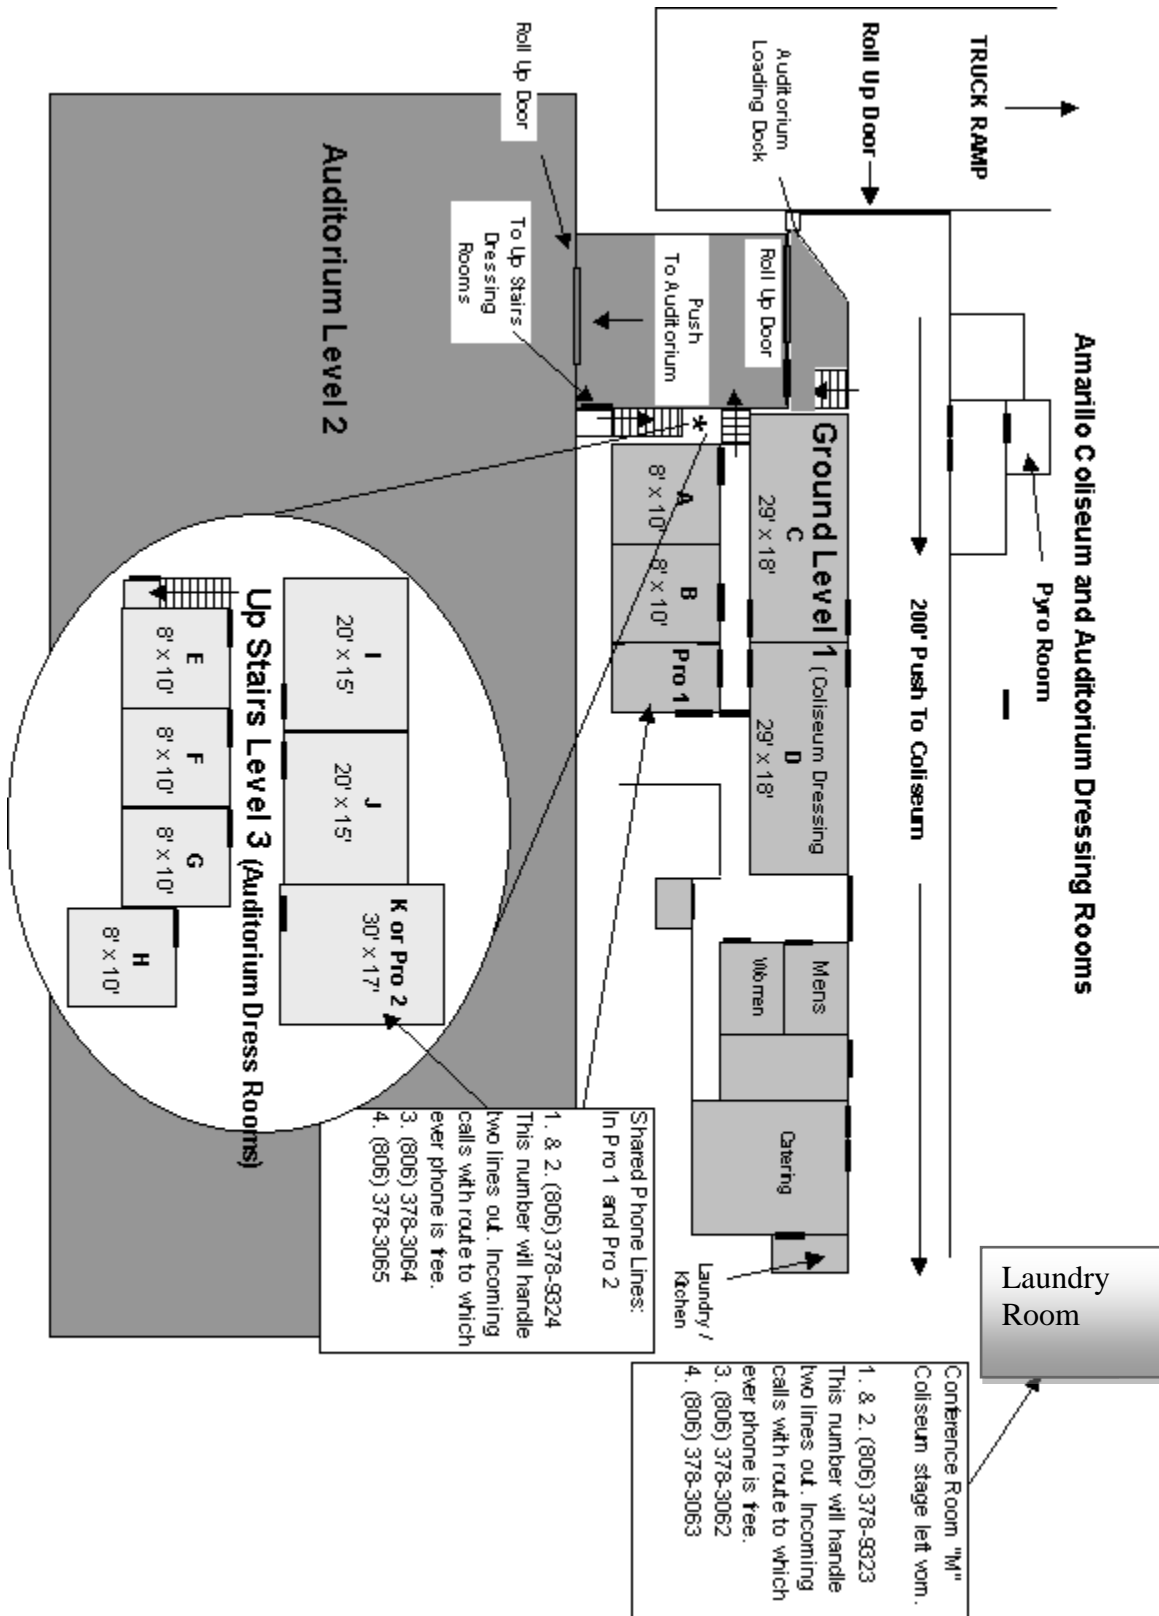 Amarillo Coliseum and Auditorium Dressing Rooms
TRUCK RAMP
Roll Up Door
Auditorium
Loading Dock
Roll Up Door
Pyro Room
200' Push To Coliseum
Roll Up Door
Push
To Auditorium
To Up Stairs
Dressing
Rooms
Auditorium Level 2
Ground Level 1 (Coliseum Dressing
C
29' x 18'
D
29' x 18'
*
A
8' x 10'
B
8' x 10'
Pro 1
Mens
Women
Catering
Laundry /
Kitchen
Laundry
Room
I
20' x 15'
J
20' x 15'
K or Pro 2
30' x 17'
Up Stairs Level 3 (Auditorium Dress Rooms)
E
8' x 10'
F
8' x 10'
G
8' x 10'
H
8' x 10'
Shared Phone Lines:
In Pro 1 and Pro 2
1. & 2. (806) 378-9324
This number will handle
two lines out. Incoming
calls with route to which
ever phone is free.
3. (806) 378-3064
4. (806) 378-3065
Conference Room "M"
Coliseum stage left vom.
1. & 2. (806) 378-9323
This number will handle
two lines out. Incoming
calls with route to which
ever phone is free.
3. (806) 378-3062
4. (806) 378-3063